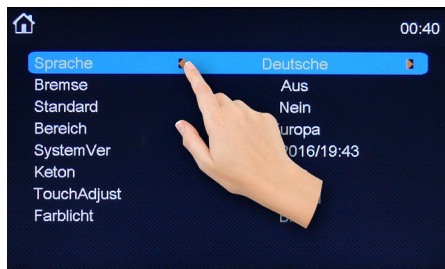 00:40
Sprache Deutsche
Bremse Aus
Standard Nein
Bereich uropa
SystemVer 2016/19:43
Keton
TouchAdjust
Farblicht